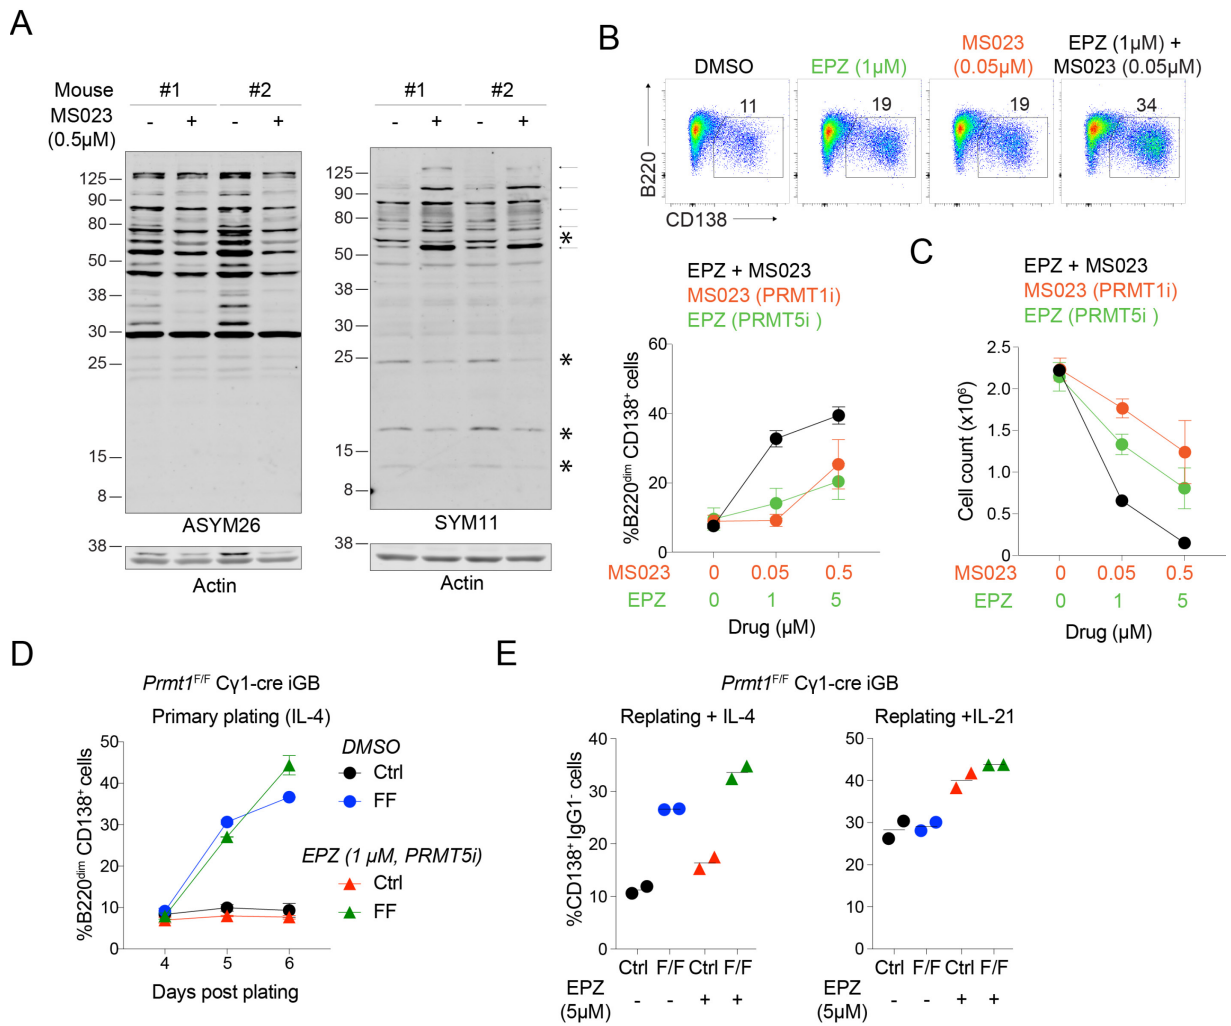 A
Mouse #1 #2 #1 #2
MS023 - + - + - + - +
(0.5µM)
125
90
80
50
38
30
25
15
8
ASYM26
38
Actin
125
90
80
50
38
30
25
15
8
*
*
*
*
SYM11
38
Actin
B
DMSO
EPZ (1µM)
MS023
(0.05µM)
EPZ (1µM) +
MS023 (0.05µM)
11
19
19
34
B220
CD138
EPZ + MS023
MS023 (PRMT1i)
EPZ (PRMT5i )
%B220dim CD138+ cells
60
40
20
0
MS023 0 0.05 0.5
EPZ 0 1 5
Drug (µM)
C
EPZ + MS023
MS023 (PRMT1i)
EPZ (PRMT5i )
Cell count (x10⁶)
2.5
2.0
1.5
1.0
0.5
0
MS023 0 0.05 0.5
EPZ 0 1 5
Drug (µM)
D
Prmt1F/F Cγ1-cre iGB
Primary plating (IL-4)
%B220dim CD138+ cells
50
40
30
20
10
0
4 5 6
Days post plating
DMSO
Ctrl
FF
EPZ (1 µM, PRMT5i)
Ctrl
FF
E
Prmt1F/F Cγ1-cre iGB
Replating + IL-4
%CD138+ IgG1- cells
40
30
20
10
0
Ctrl F/F Ctrl F/F
EPZ - - + +
(5µM)
Replating +IL-21
50
40
30
20
10
0
Ctrl F/F Ctrl F/F
EPZ - - + +
(5µM)